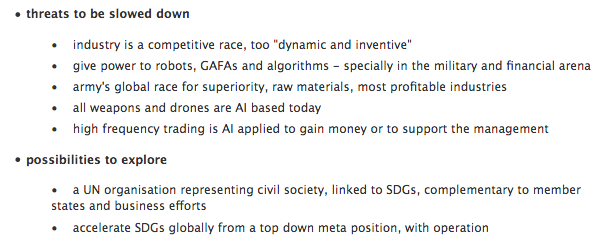 • threats to be slowed down
• industry is a competitive race, too "dynamic and inventive"
• give power to robots, GAFAs and algorithms – specially in the military and financial arena
• army's global race for superiority, raw materials, most profitable industries
• all weapons and drones are AI based today
• high frequency trading is AI applied to gain money or to support the management
• possibilities to explore
• a UN organisation representing civil society, linked to SDGs, complementary to member
states and business efforts
• accelerate SDGs globally from a top down meta position, with operation